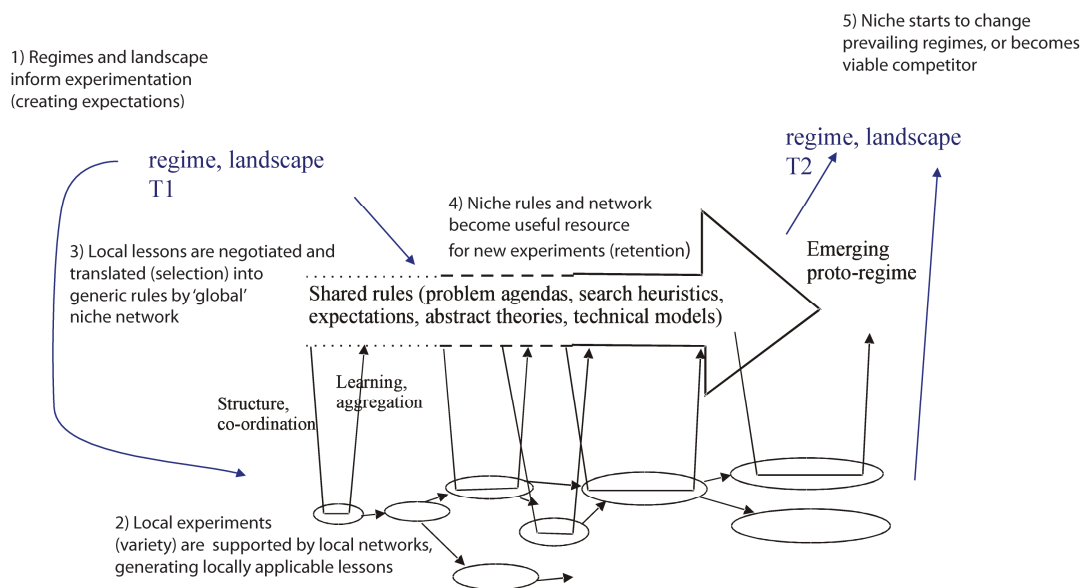 1) Regimes and landscape
inform experimentation
(creating expectations)
5) Niche starts to change
prevailing regimes, or becomes
viable competitor
regime, landscape
T1
regime, landscape
T2
3) Local lessons are negotiated and
translated (selection) into
generic rules by ‘global’
niche network
4) Niche rules and network
become useful resource
for new experiments (retention)
Emerging
proto-regime
Shared rules (problem agendas, search heuristics,
expectations, abstract theories, technical models)
Structure,
co-ordination
Learning,
aggregation
2) Local experiments
(variety) are supported by local networks,
generating locally applicable lessons